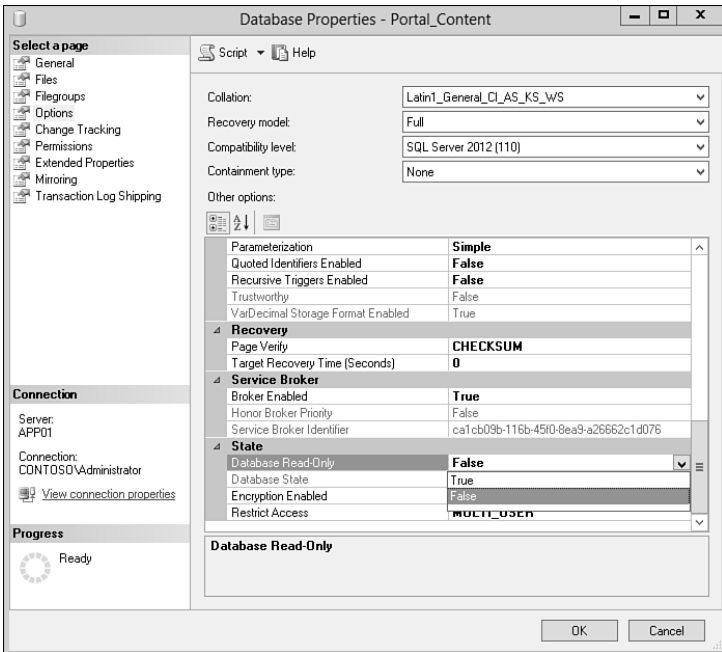 Database Properties - Portal_Content
Select a page
General
Files
Filegroups
Options
Change Tracking
Permissions
Extended Properties
Mirroring
Transaction Log Shipping
Script
Help
Collation: Latin1_General_CI_AS_KS_WS
Recovery model: Full
Compatibility level: SQL Server 2012 (110)
Containment type: None
Other options:
Parameterization Simple
Quoted Identifiers Enabled False
Recursive Triggers Enabled False
Trustworthy False
VarDecimal Storage Format Enabled True
Recovery
Page Verify CHECKSUM
Target Recovery Time (Seconds) 0
Service Broker
Broker Enabled True
Honor Broker Priority False
Service Broker Identifier ca1cb09b-116b-45f0-8ea9-a26662c1d076
State
Database Read-Only False
Database State
True
Encryption Enabled
False
Restrict Access MULTI_USER
Database Read-Only
Connection
Server:
APP01
Connection:
CONTOSO\Administrator
View connection properties
Progress
Ready
OK
Cancel